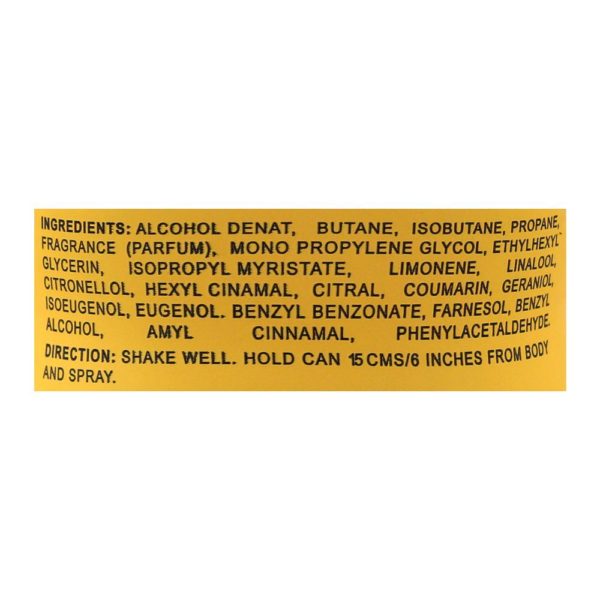 INGREDIENTS: ALCOHOL DENAT, BUTANE, ISOBUTANE, PROPANE,
FRAGRANCE (PARFUM), MONO PROPYLENE GLYCOL, ETHYLHEXYL
GLYCERIN, ISOPROPYL MYRISTATE, LIMONENE, LINALOOL,
CITRONELLOL, HEXYL CINAMAL, CITRAL, COUMARIN, GERANIOL,
ISOEUGENOL, EUGENOL. BENZYL BENZONATE, FARNESOL, BENZYL
ALCOHOL, AMYL CINNAMAL, PHENYLACETALDEHYDE.
DIRECTION: SHAKE WELL. HOLD CAN 15 CMS/6 INCHES FROM BODY
AND SPRAY.